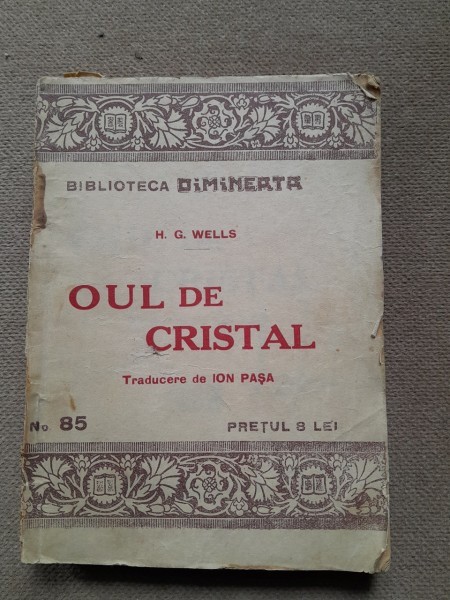 BIBLIOTECA DIMINEAȚA
H. G. WELLS
OUL DE
CRISTAL
Traducere de ION PAȘA
No 85
PREȚUL 8 LEI